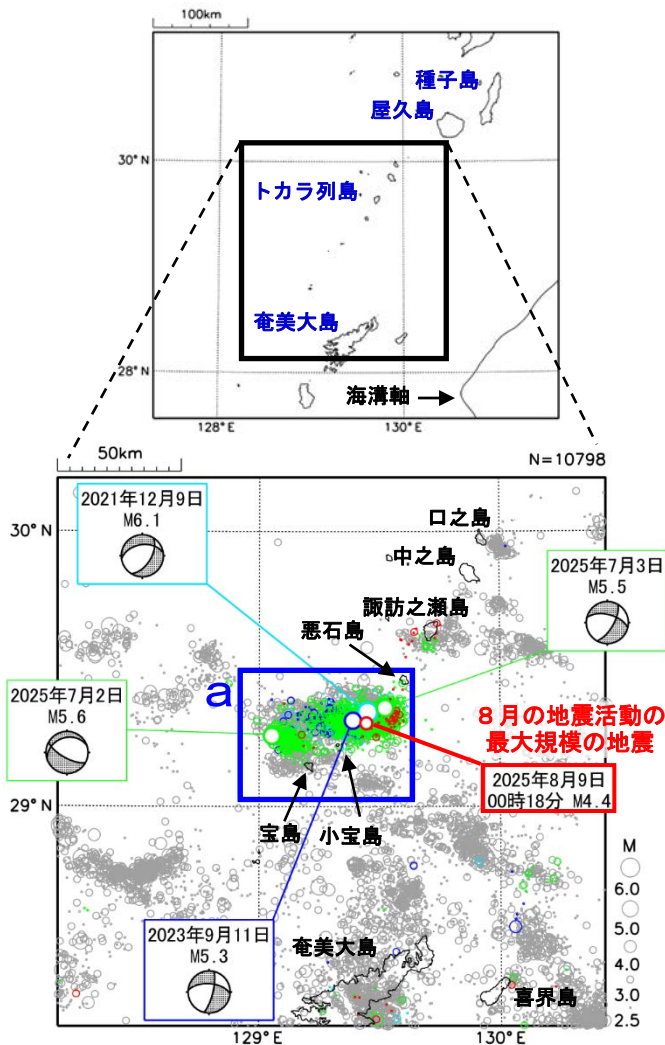 100km
種子島
屋久島
30°N
トカラ列島
奄美大島
28°N
海溝軸
128°E
130°E
50km
N=10798
2021年12月9日
M6.1
30°N
口之島
中之島
2025年7月3日
M5.5
諏訪之瀬島
悪石島
a
2025年7月2日
M5.6
8月の地震活動の
最大規模の地震
2025年8月9日
00時18分 M4.4
29°N
宝島
小宝島
M
6.0
5.0
4.0
3.0
2.5
2023年9月11日
M5.3
奄美大島
喜界島
129°E
130°E